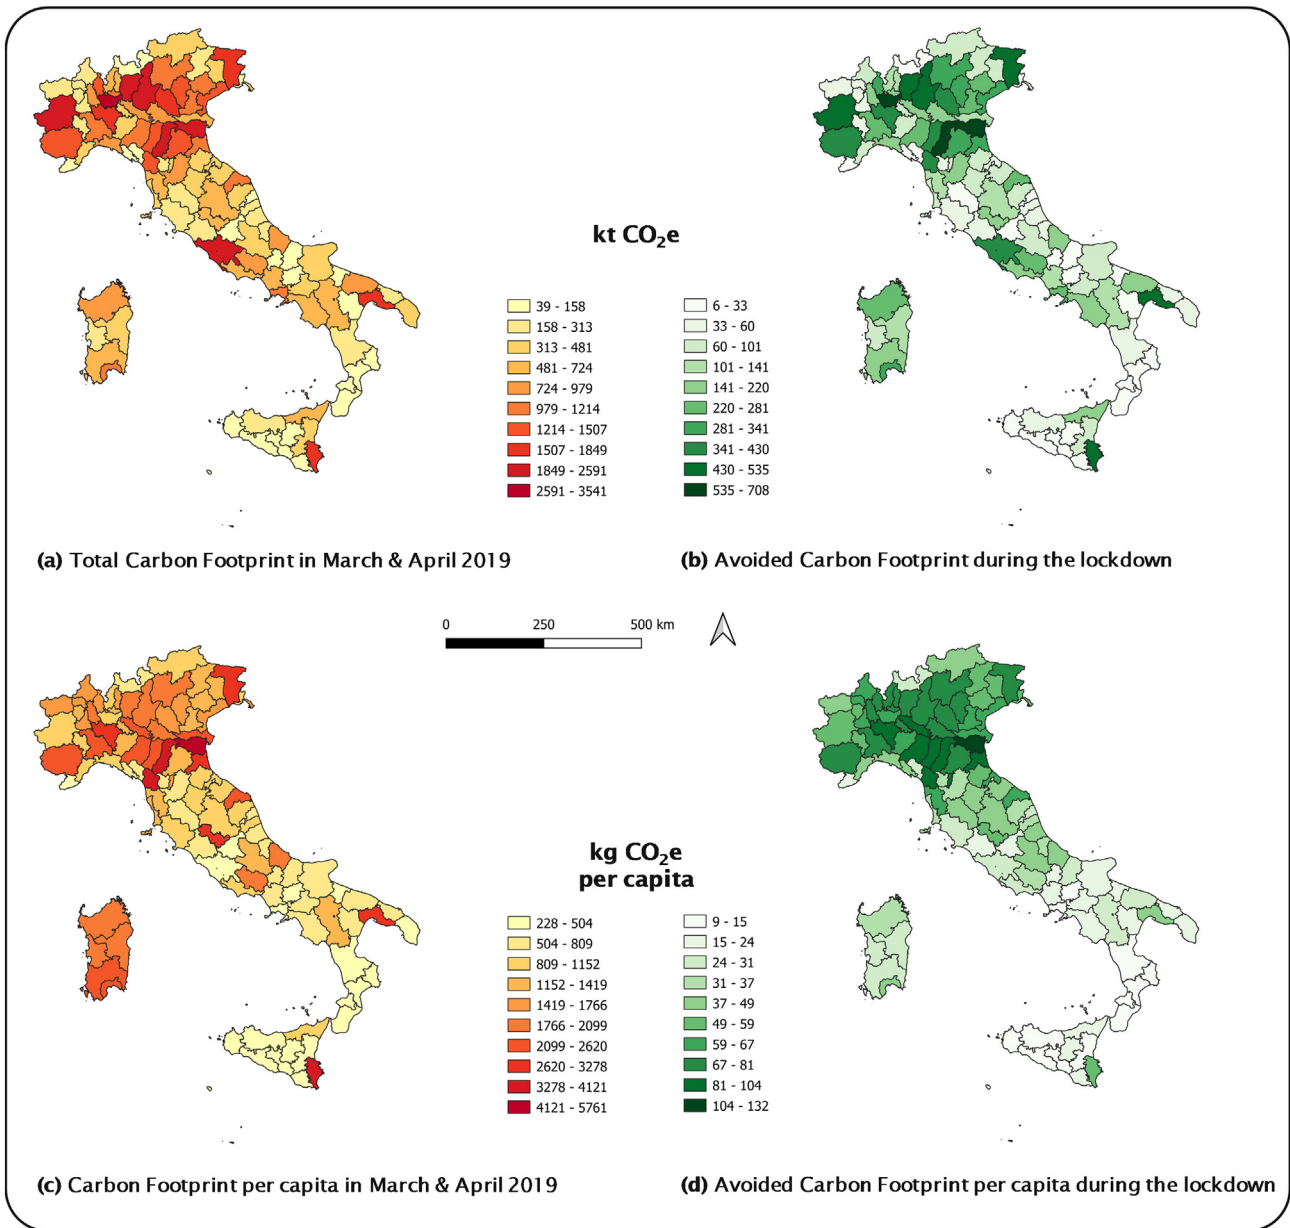 kt CO₂e
39 - 158
158 - 313
313 - 481
481 - 724
724 - 979
979 - 1214
1214 - 1507
1507 - 1849
1849 - 2591
2591 - 3541
6 - 33
33 - 60
60 - 101
101 - 141
141 - 220
220 - 281
281 - 341
341 - 430
430 - 535
535 - 708
(a) Total Carbon Footprint in March & April 2019
(b) Avoided Carbon Footprint during the lockdown
0 250 500 km
kg CO₂e
per capita
228 - 504
504 - 809
809 - 1152
1152 - 1419
1419 - 1766
1766 - 2099
2099 - 2620
2620 - 3278
3278 - 4121
4121 - 5761
9 - 15
15 - 24
24 - 31
31 - 37
37 - 49
49 - 59
59 - 67
67 - 81
81 - 104
104 - 132
(c) Carbon Footprint per capita in March & April 2019
(d) Avoided Carbon Footprint per capita during the lockdown